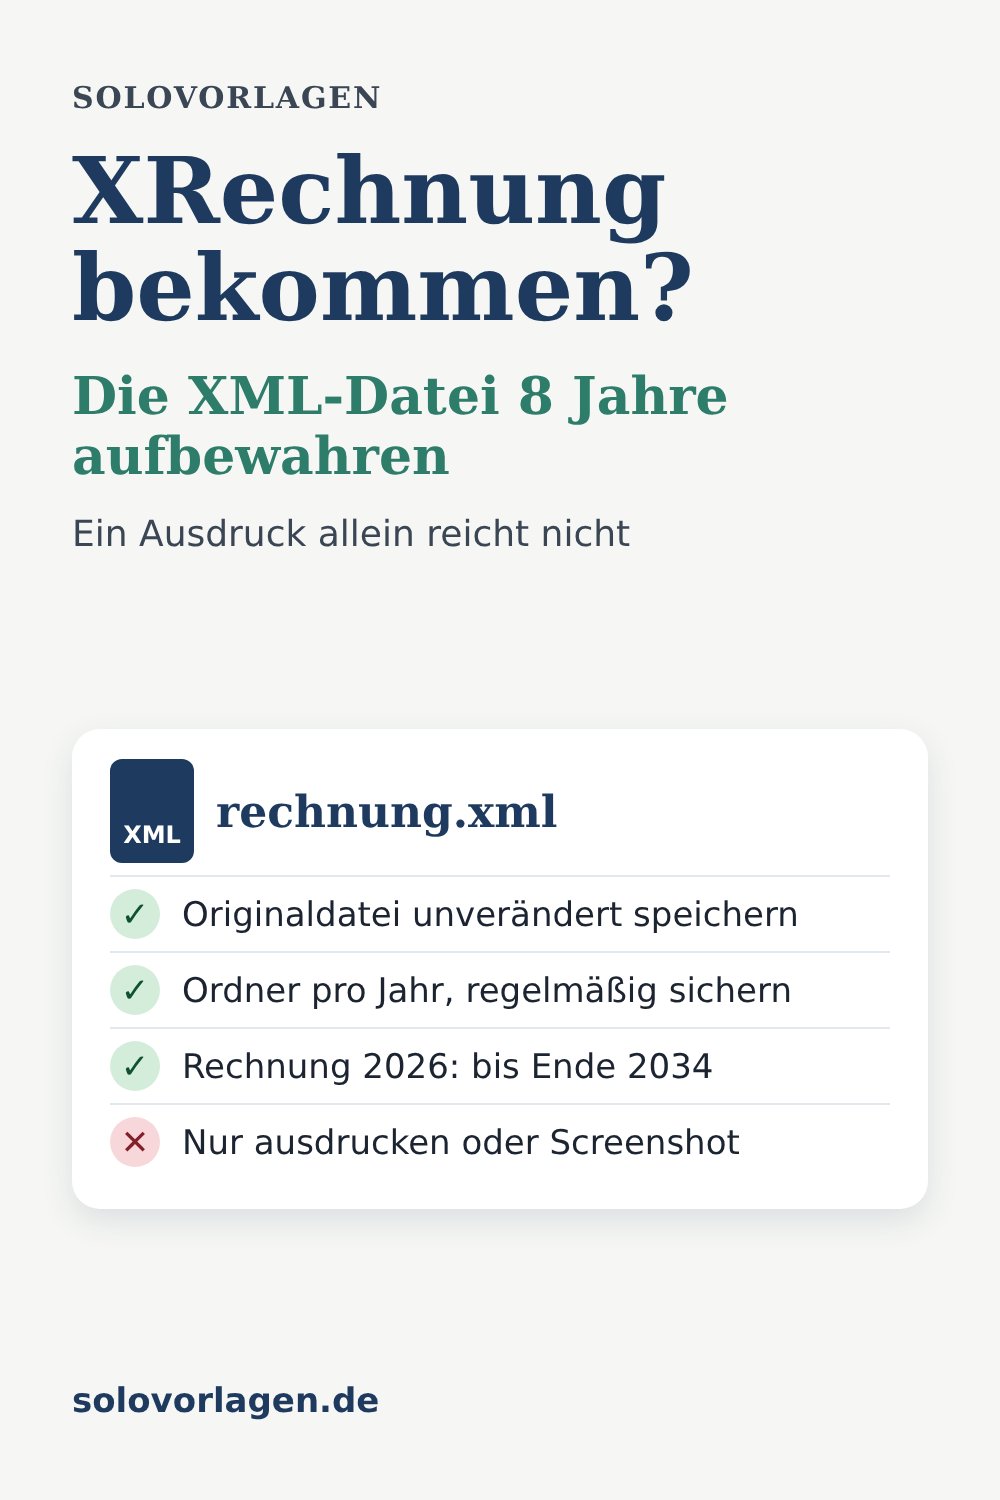 SOLOVORLAGEN
XRechnung
bekommen?
Die XML-Datei 8 Jahre
aufbewahren
Ein Ausdruck allein reicht nicht
XML
rechnung.xml
✓ Originaldatei unverändert speichern
✓ Ordner pro Jahr, regelmäßig sichern
✓ Rechnung 2026: bis Ende 2034
✕ Nur ausdrucken oder Screenshot
solovorlagen.de